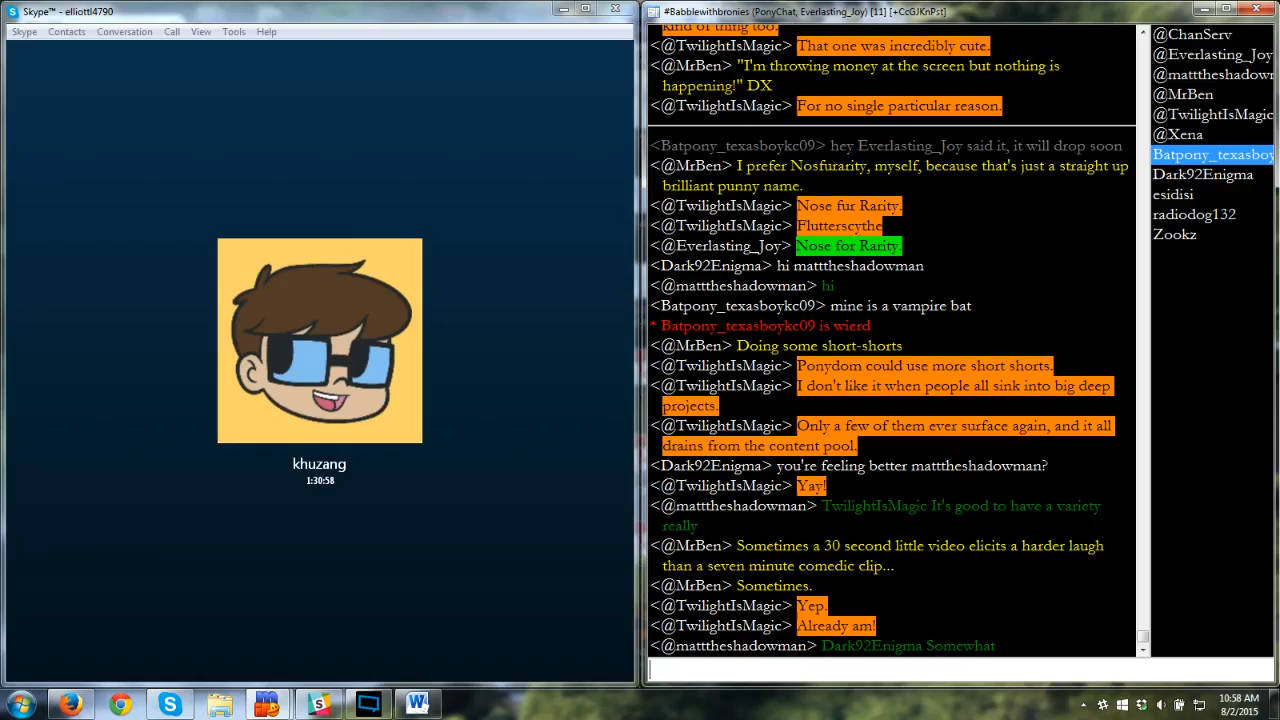 Skype™ - elliottl4790
Skype Contacts Conversation Call View Tools Help
khuzang
1:30:58
#Babblewithbronies (PonyChat, Everlasting_Joy) [11] [+CcGJKnPst]
kind of thing too.
<@TwilightIsMagic> That one was incredibly cute.
<@MrBen> "I'm throwing money at the screen but nothing is
happening!" DX
<@TwilightIsMagic> For no single particular reason.
<Batpony_texasboykc09> hey Everlasting_Joy said it, it will drop soon
<@MrBen> I prefer Nosfurarity, myself, because that's just a straight up
brilliant punny name.
<@TwilightIsMagic> Nose fur Rarity.
<@TwilightIsMagic> Flutterscythe
<@Everlasting_Joy> Nose for Rarity.
<Dark92Enigma> hi matttheshadowman
<@matttheshadowman> hi
<Batpony_texasboykc09> mine is a vampire bat
* Batpony_texasboykc09 is wierd
<@MrBen> Doing some short-shorts
<@TwilightIsMagic> Ponydom could use more short shorts.
<@TwilightIsMagic> I don't like it when people all sink into big deep
projects.
<@TwilightIsMagic> Only a few of them ever surface again, and it all
drains from the content pool.
<Dark92Enigma> you're feeling better matttheshadowman?
<@TwilightIsMagic> Yay!
<@matttheshadowman> TwilightIsMagic It's good to have a variety
really
<@MrBen> Sometimes a 30 second little video elicits a harder laugh
than a seven minute comedic clip...
<@MrBen> Sometimes.
<@TwilightIsMagic> Yep.
<@TwilightIsMagic> Already am!
<@matttheshadowman> Dark92Enigma Somewhat
@ChanServ
@Everlasting_Joy
@matttheshadown
@MrBen
@TwilightIsMagic
@Xena
Batpony_texasboy
Dark92Enigma
esidisi
radiodog132
Zookz
10:58 AM
8/2/2015